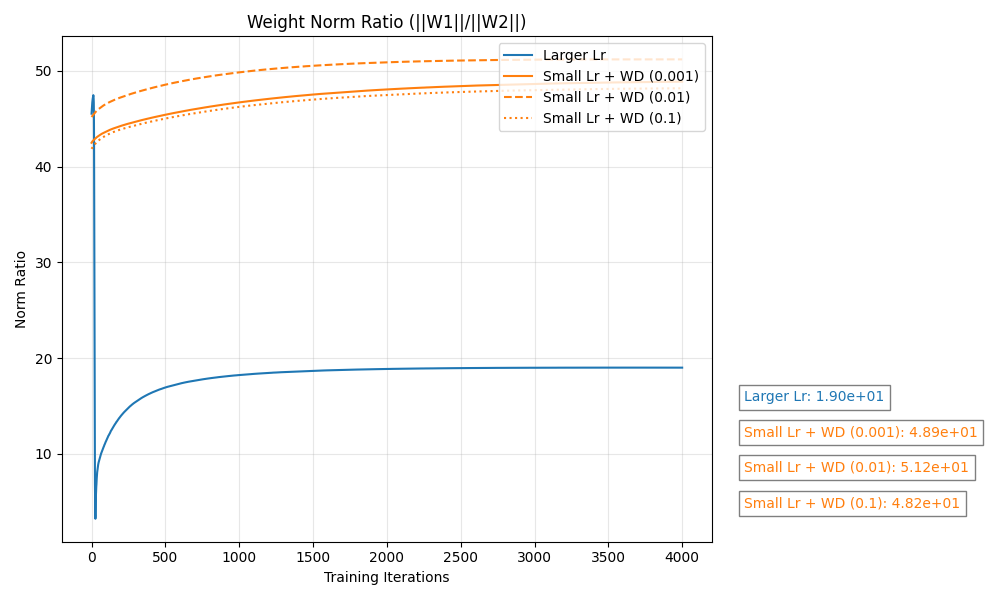 Weight Norm Ratio (||W1||/||W2||)
Larger Lr
Small Lr + WD (0.001)
Small Lr + WD (0.01)
Small Lr + WD (0.1)
Norm Ratio
50
40
30
20
10
0
500
1000
1500
2000
2500
3000
3500
4000
Training Iterations
Larger Lr: 1.90e+01
Small Lr + WD (0.001): 4.89e+01
Small Lr + WD (0.01): 5.12e+01
Small Lr + WD (0.1): 4.82e+01